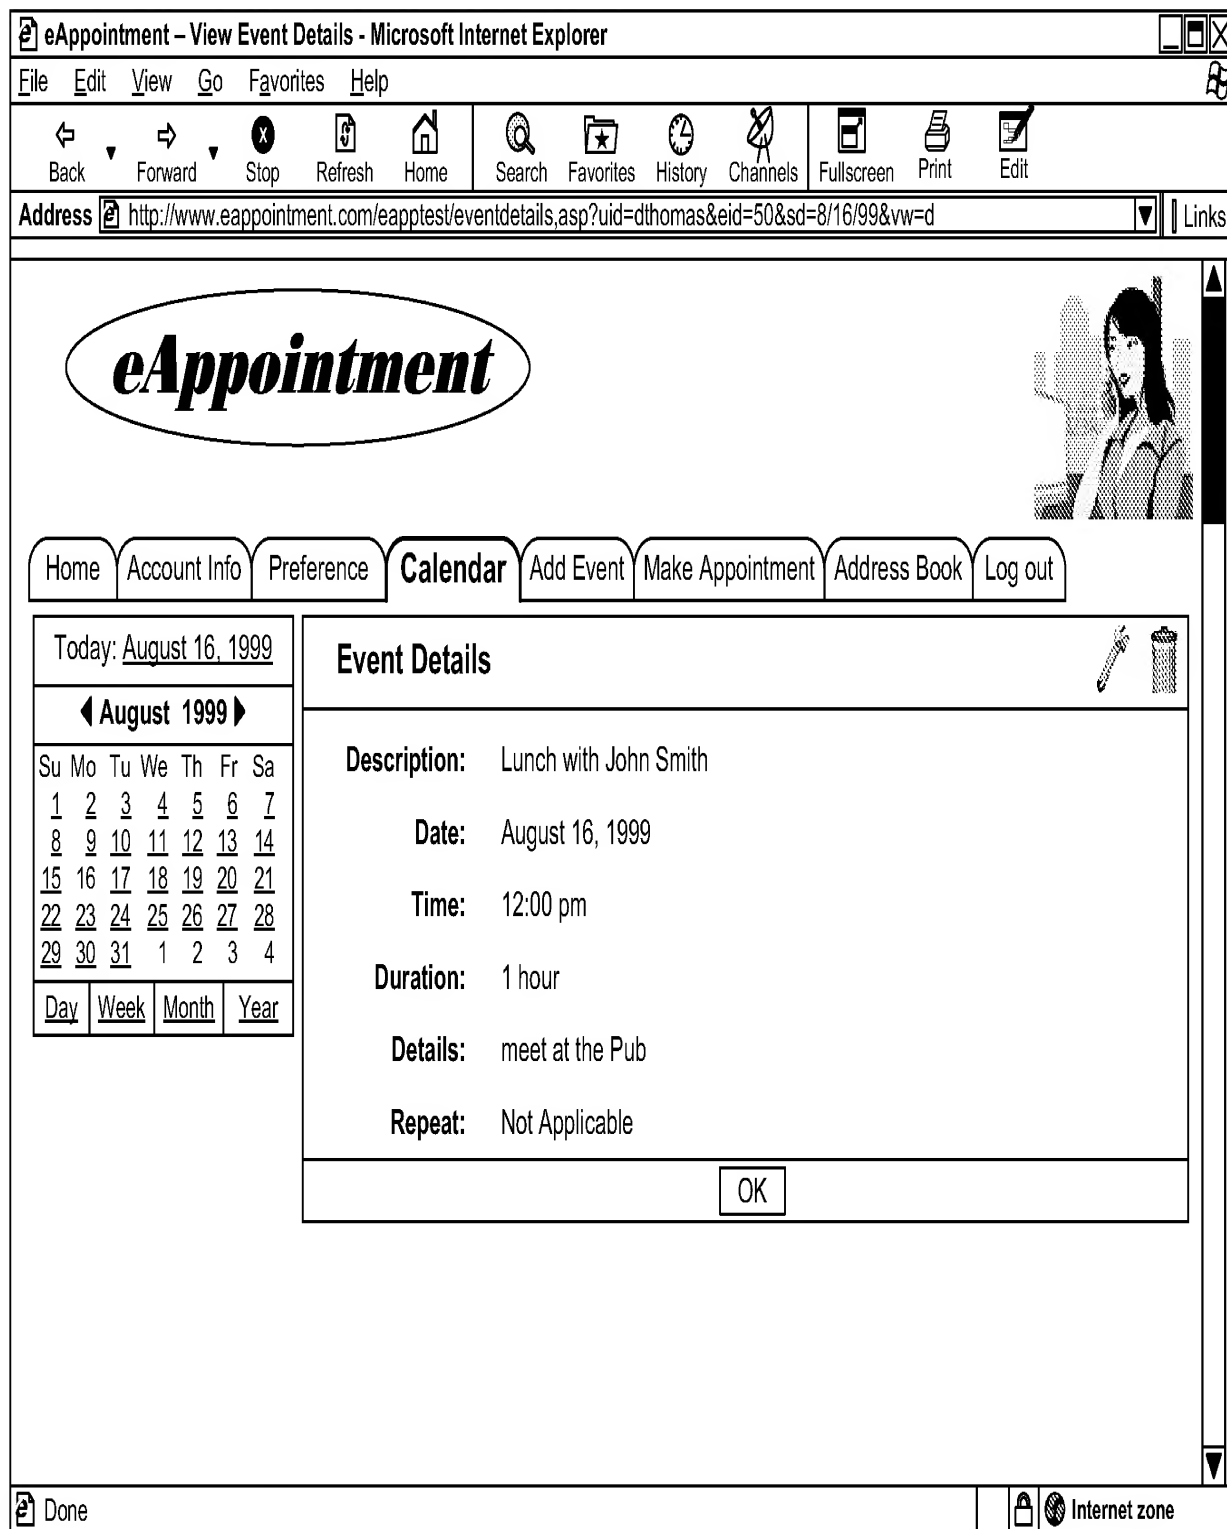 eAppointment – View Event Details - Microsoft Internet Explorer
File Edit View Go Favorites Help
Back Forward Stop Refresh Home Search Favorites History Channels Fullscreen Print Edit
Address http://www.eappointment.com/eapptest/eventdetails,asp?uid=dthomas&eid=50&sd=8/16/99&vw=d Links
eAppointment
Home Account Info Preference Calendar Add Event Make Appointment Address Book Log out
Today: August 16, 1999
August 1999
Su Mo Tu We Th Fr Sa
1 2 3 4 5 6 7
8 9 10 11 12 13 14
15 16 17 18 19 20 21
22 23 24 25 26 27 28
29 30 31 1 2 3 4
Day Week Month Year
Event Details
Description: Lunch with John Smith
Date: August 16, 1999
Time: 12:00 pm
Duration: 1 hour
Details: meet at the Pub
Repeat: Not Applicable
OK
Done Internet zone